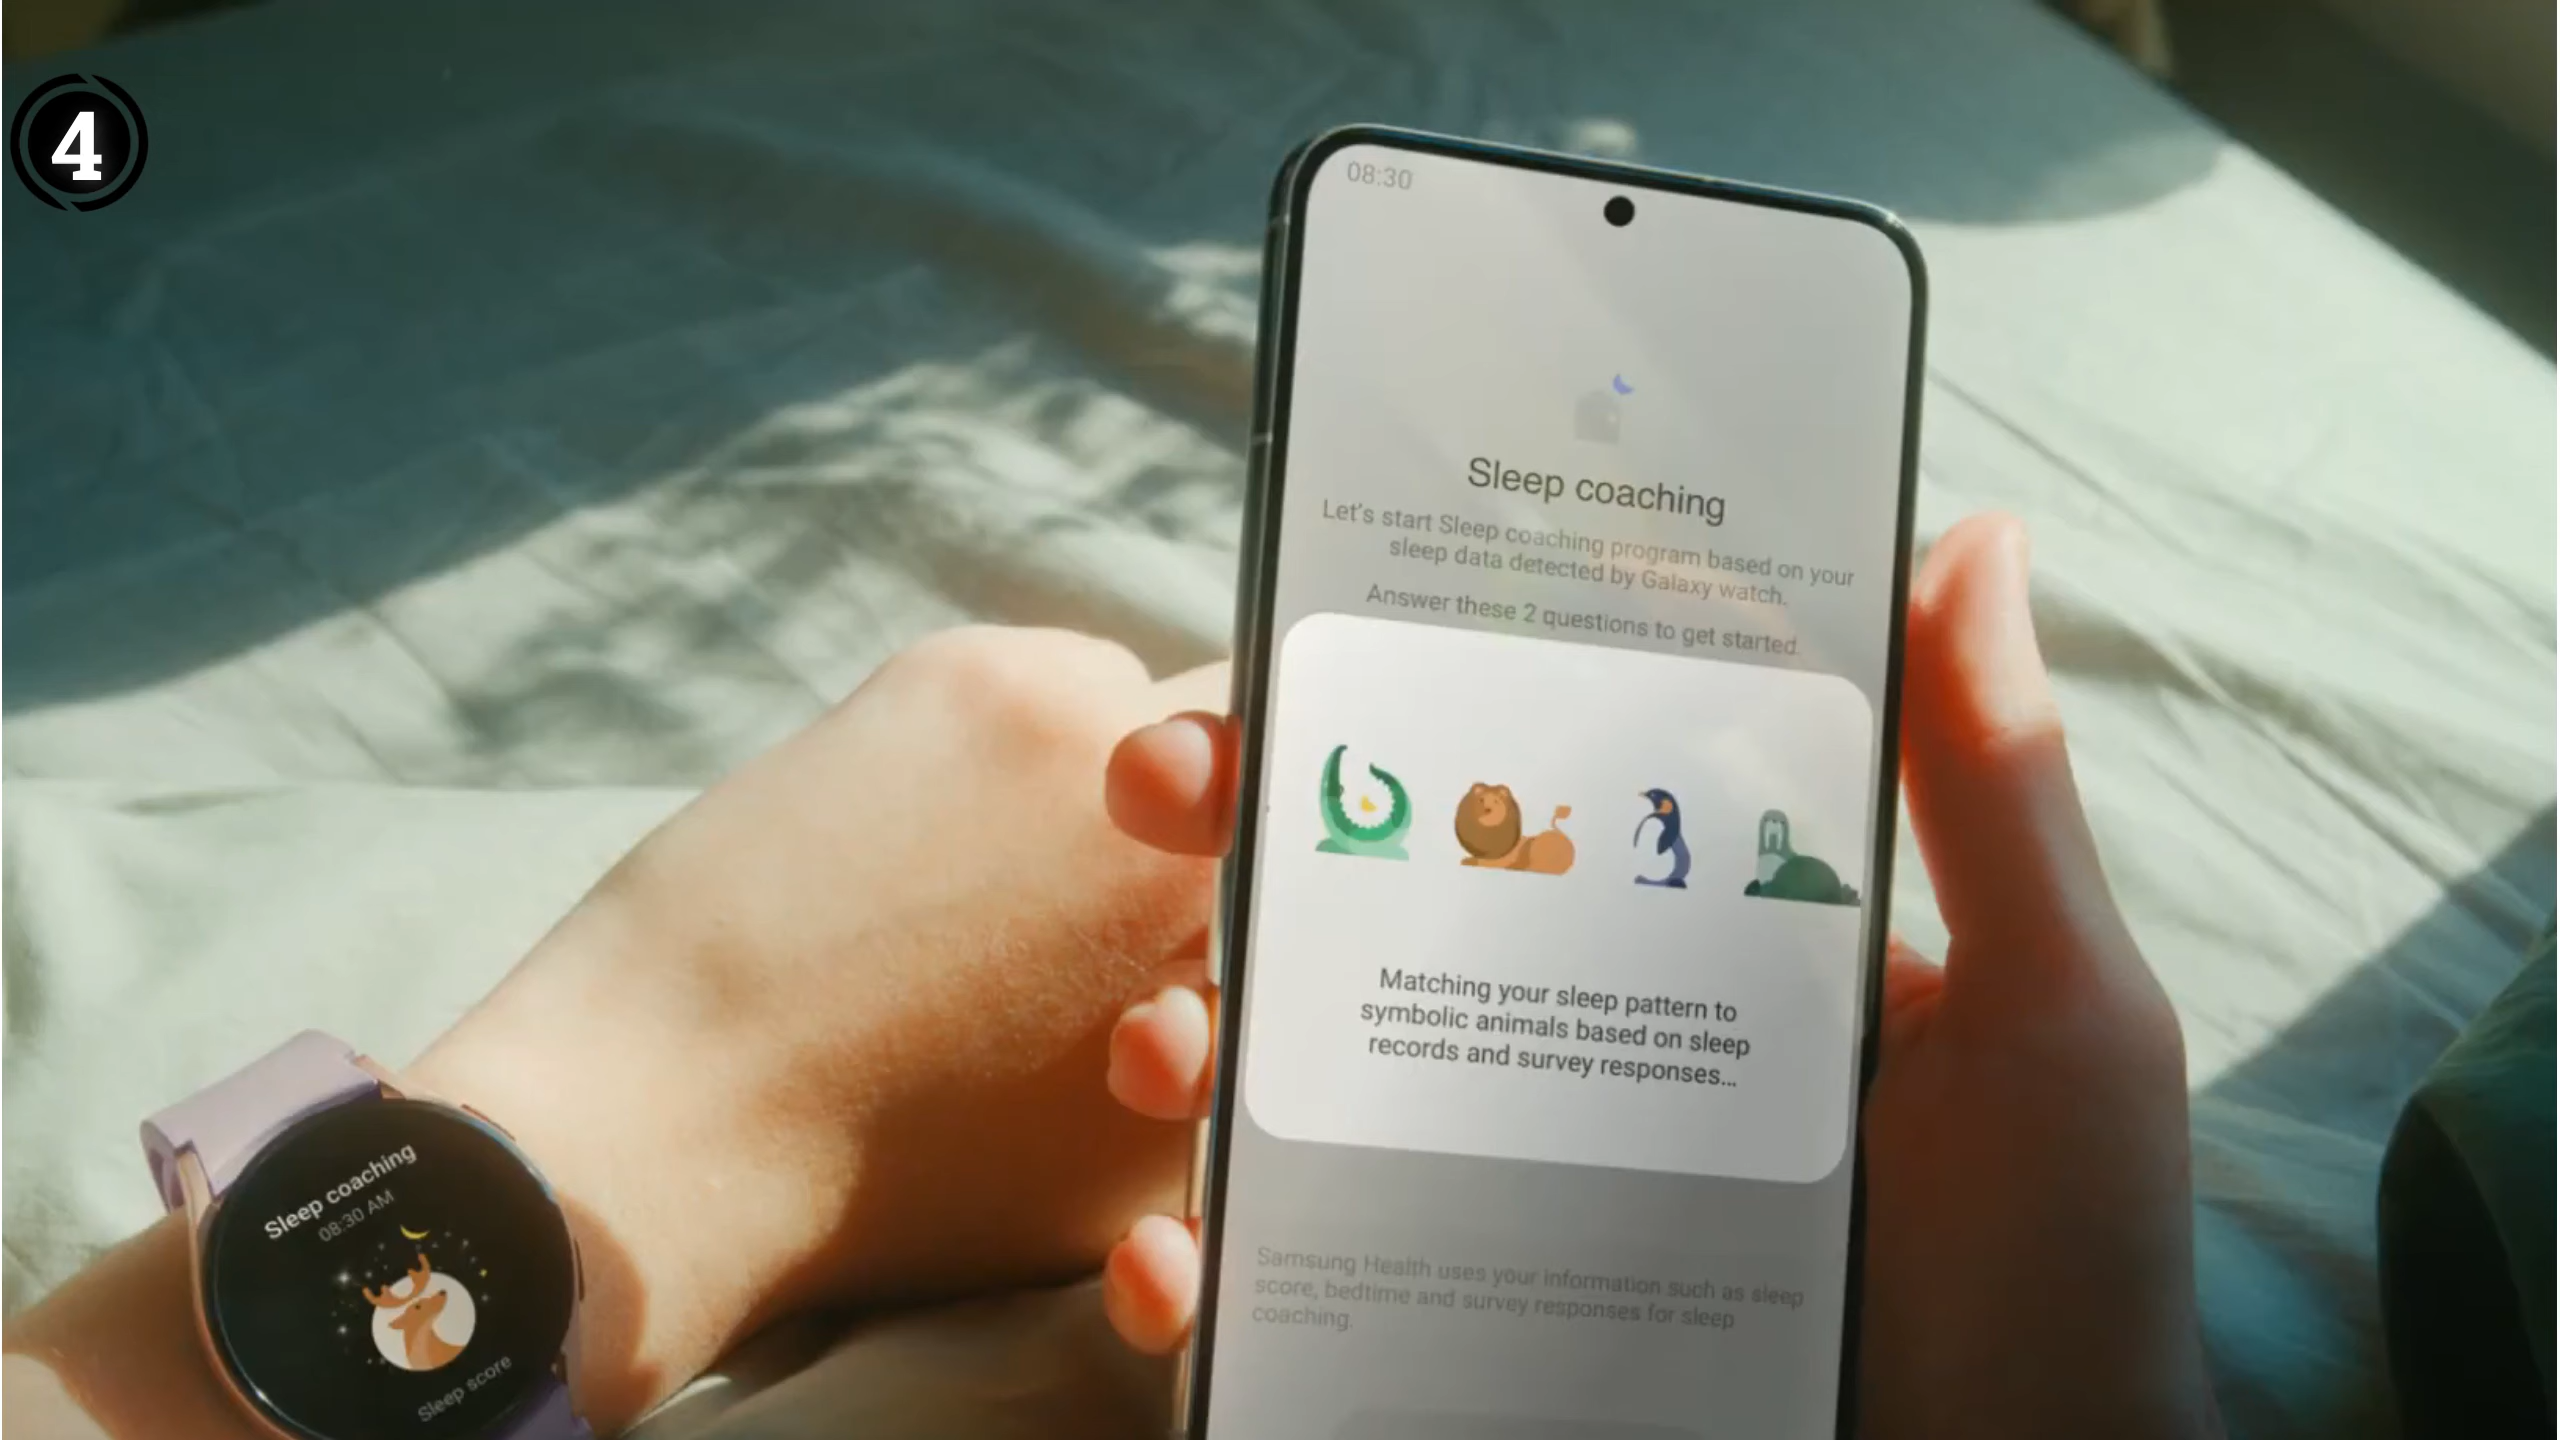 4
08:30
Sleep coaching
Let's start Sleep coaching program based on your
sleep data detected by Galaxy watch.
Answer these 2 questions to get started.
Matching your sleep pattern to
symbolic animals based on sleep
records and survey responses...
Samsung Health uses your information such as sleep
score, bedtime and survey responses for sleep
coaching.
Sleep coaching
08:30 AM
Sleep score